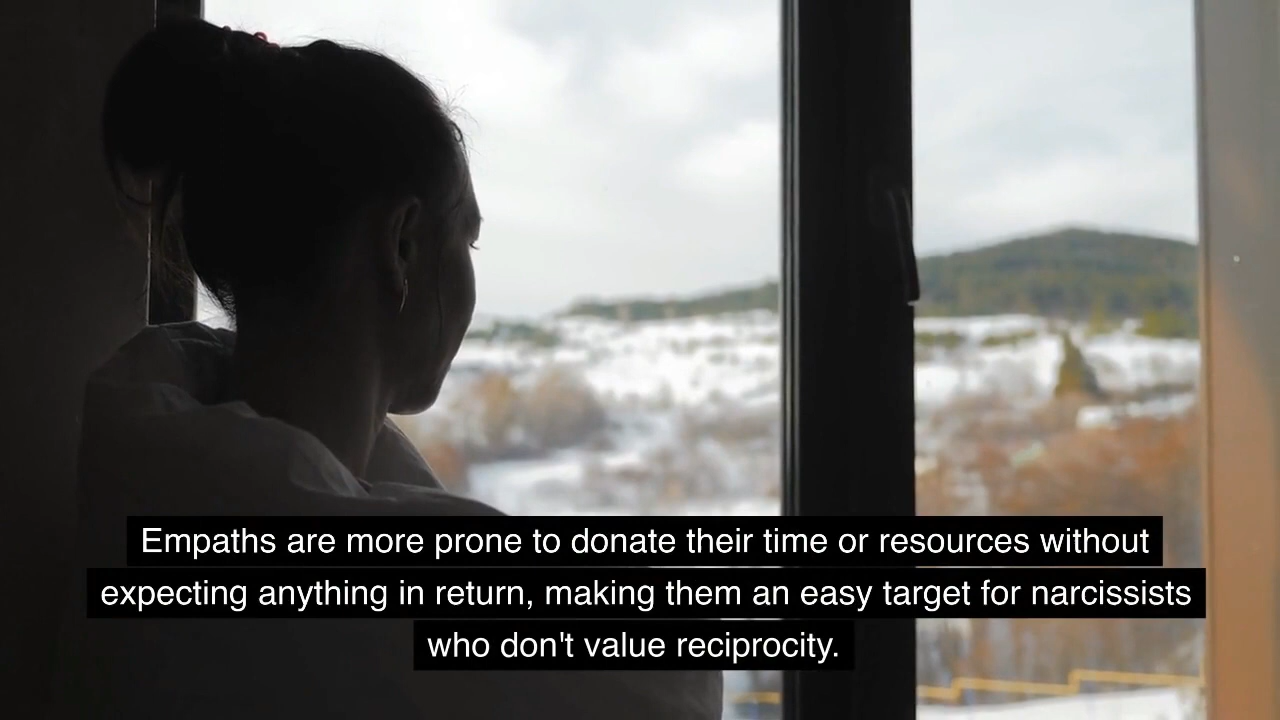 Empaths are more prone to donate their time or resources without
expecting anything in return, making them an easy target for narcissists
who don't value reciprocity.